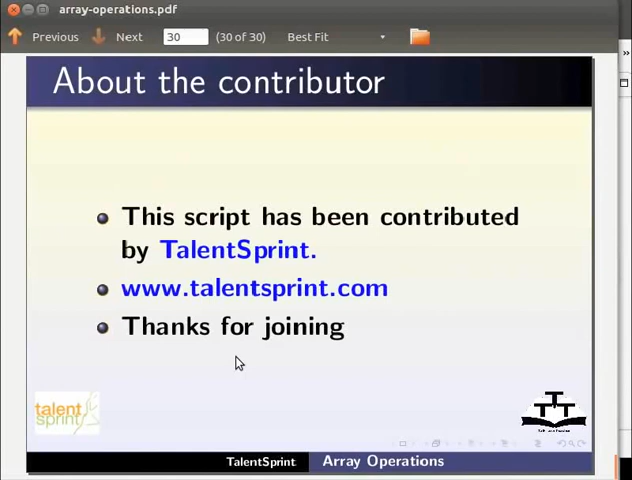 array-operations.pdf
Previous Next 30 (30 of 30) Best Fit
About the contributor
This script has been contributed
by TalentSprint.
www.talentsprint.com
Thanks for joining
talent
sprint
TalentSprint Array Operations